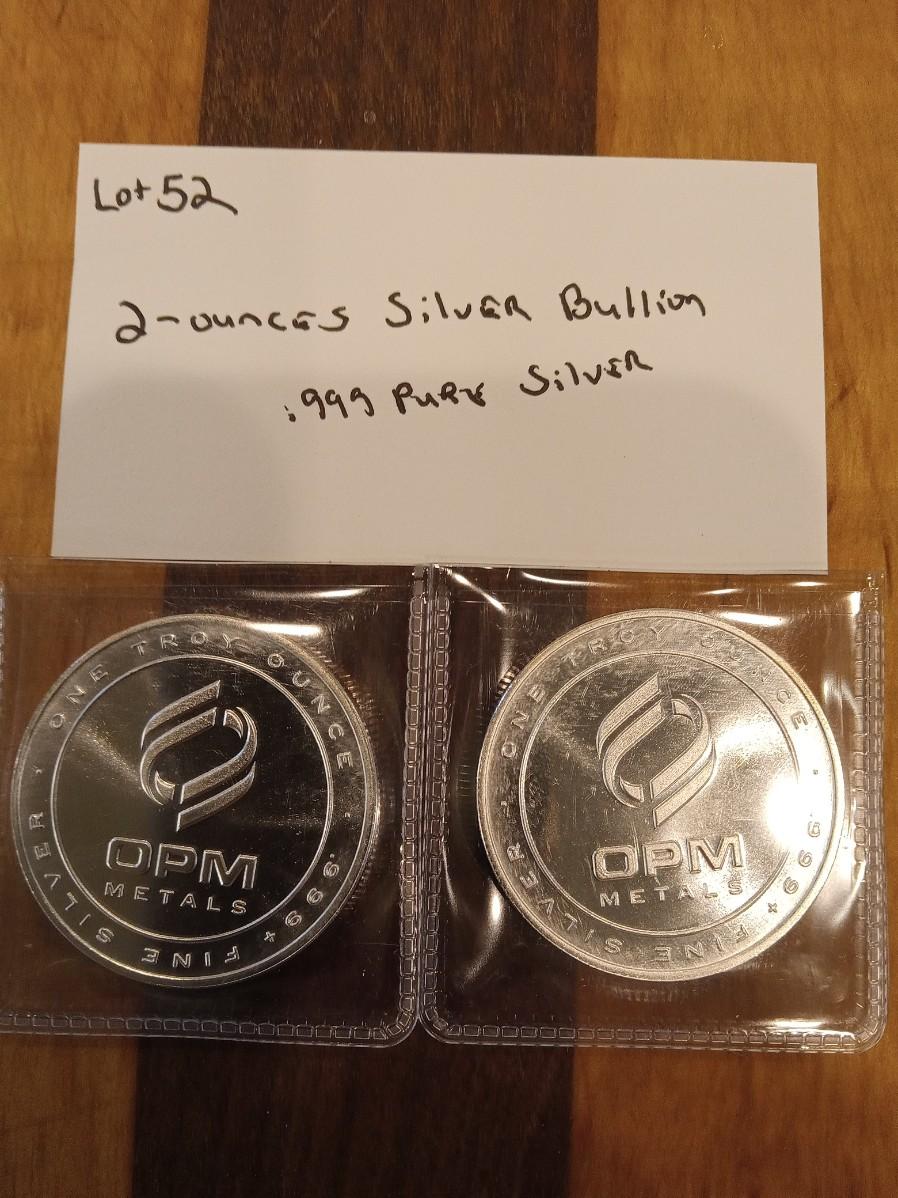 Lot 52
2-ounces Silver Bullion
.999 Pure Silver
ONE TROY OUNCE · .999+ FINE SILVER ·
OPM
METALS
ONE TROY OUNCE · .999+ FINE SILVER ·
OPM
METALS